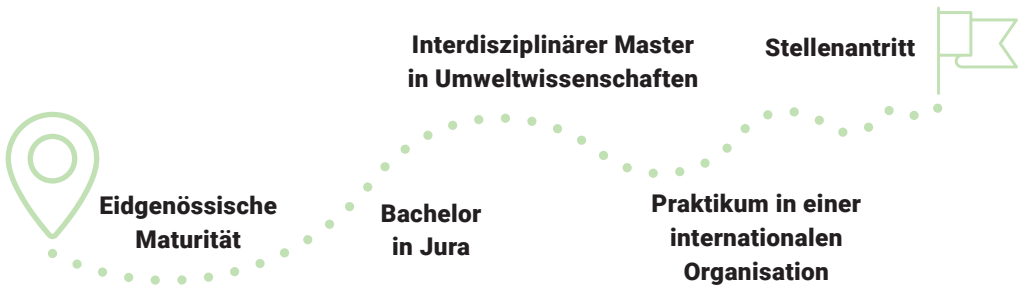 Eidgenössische
Maturität
Bachelor
in Jura
Interdisziplinärer Master
in Umweltwissenschaften
Praktikum in einer
internationalen
Organisation
Stellenantritt